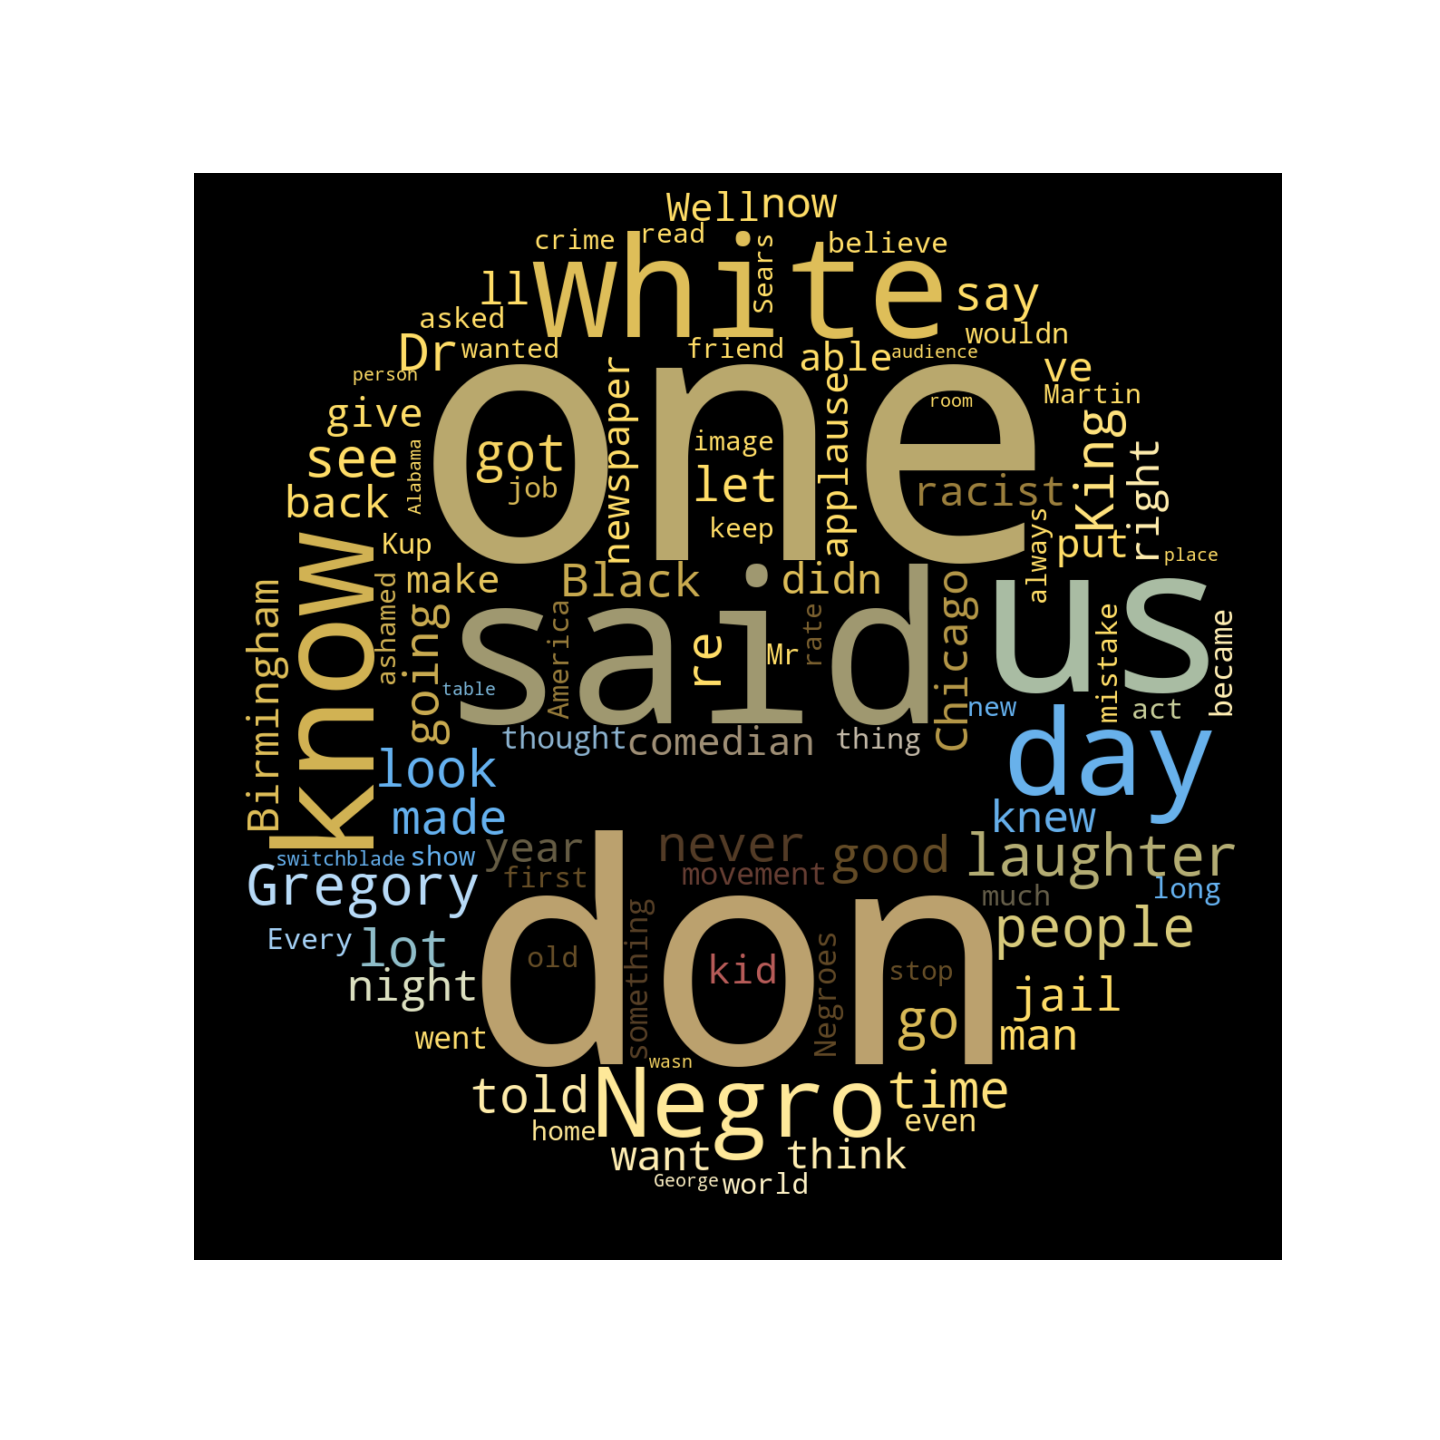 Well now
crime read believe
ll white Sears say
asked wouldn
Dr wanted friend able audience ve
person Martin
give one room
see got newspaper image applause King right
back Alabama job let racist
keep always put place
Kup
know make Black didn us
Birmingham ashamed going said America re Mr rate Chicago mistake became
table new act
thought comedian thing day
look
made knew
switchblade show year never good laughter
Gregory first movement much long
Every lot don people
night old something kid Negroes stop jail
went go man
wasn
told Negro time
home even
want think
George world